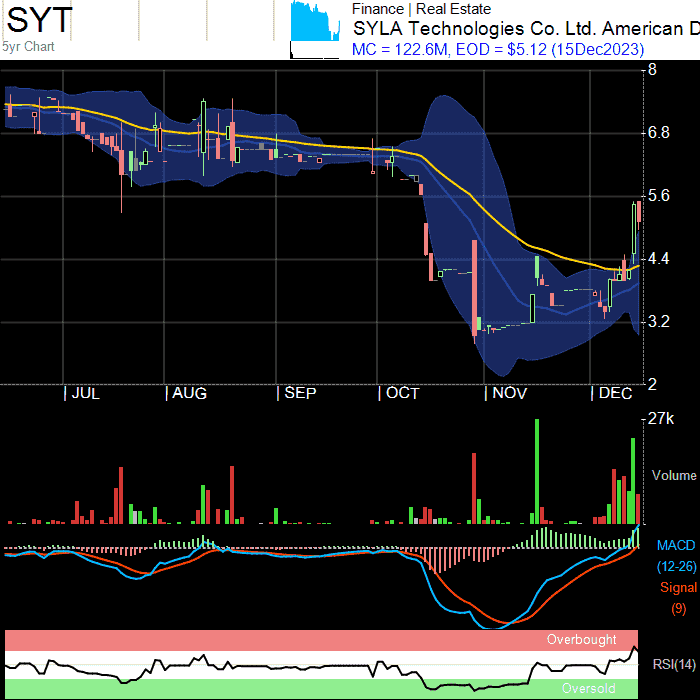 SYT
5yr Chart
Finance | Real Estate
SYLA Technologies Co. Ltd. American D
MC = 122.6M, EOD = $5.12 (15Dec2023)
8
6.8
5.6
4.4
3.2
2
| JUL | AUG | SEP | OCT | NOV | DEC
27k
Volume
MACD
(12-26)
Signal
(9)
Overbought
RSI(14)
Oversold